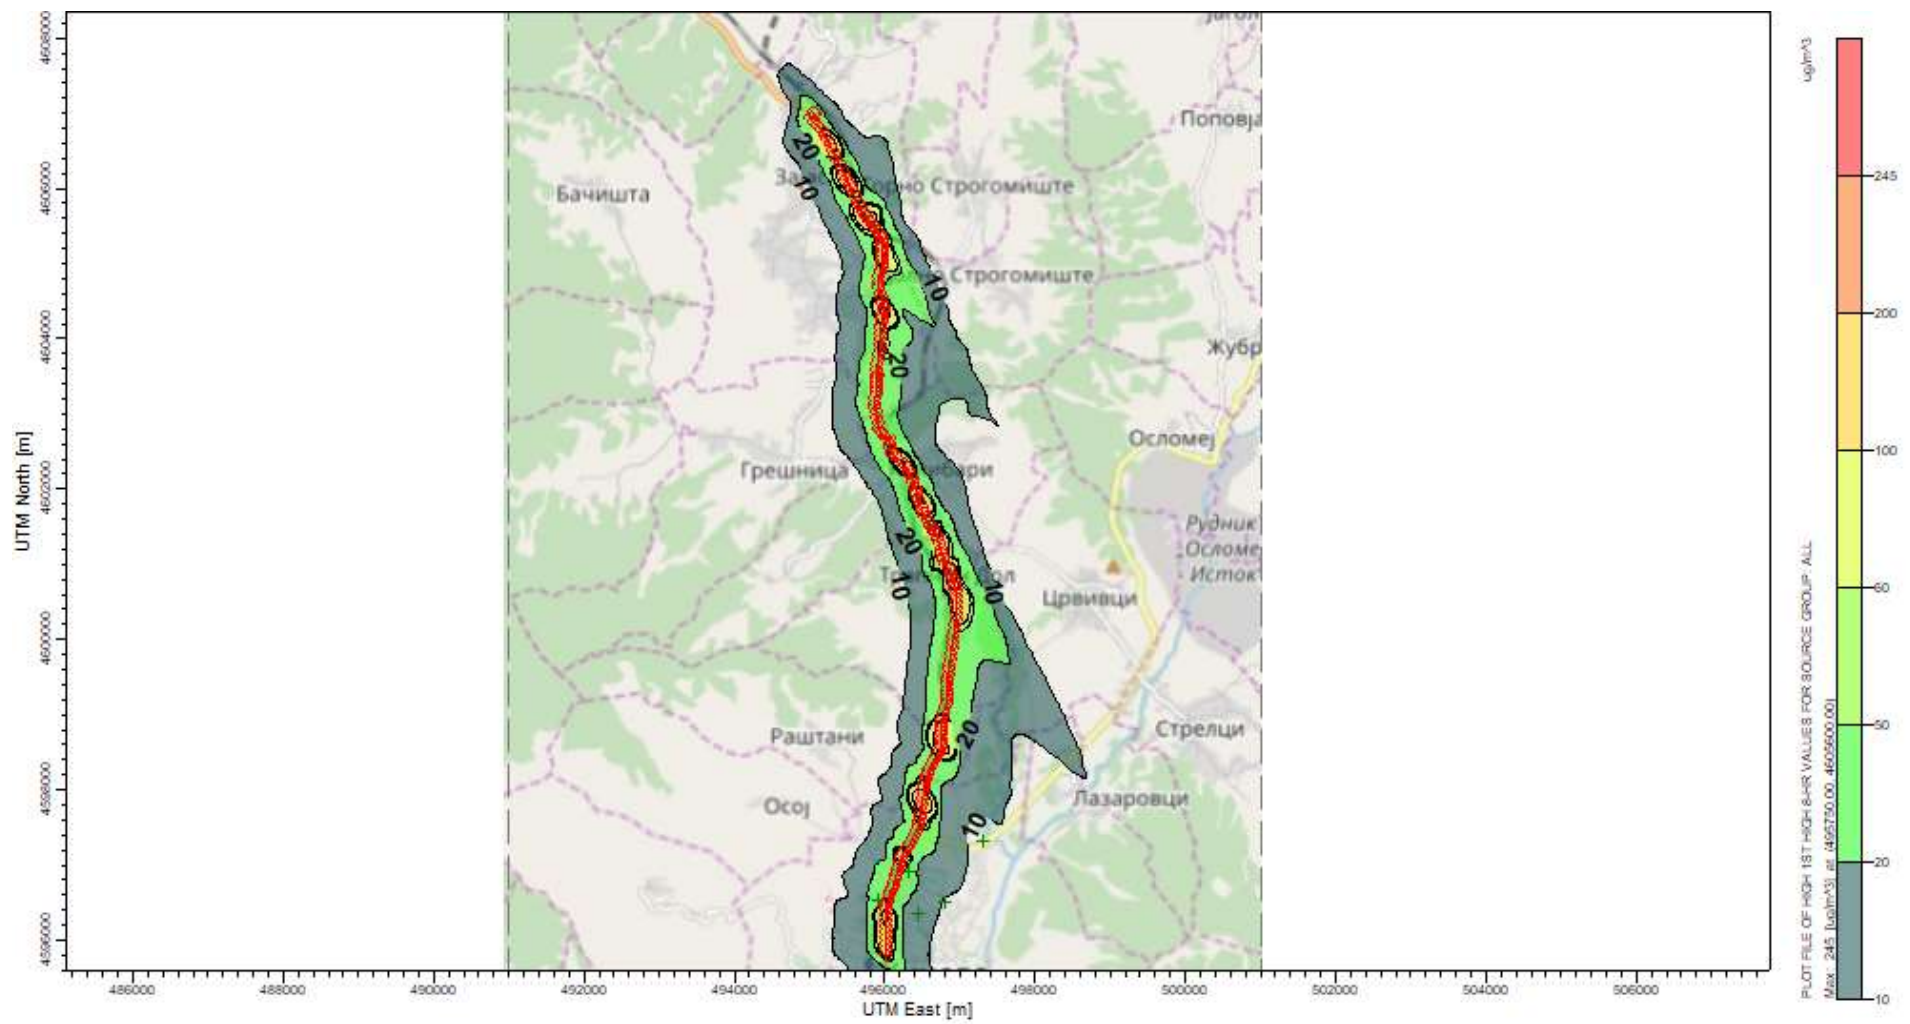 4608000
4606000
4604000
4602000
4600000
4598000
4596000
UTM North [m]
486000
488000
490000
492000
494000
496000
498000
500000
502000
504000
506000
UTM East [m]
Поповја
Бачишта
Горно Строгомиште
Строгомиште
Жубр
Осломеј
Грешница
Рудник
Осломе
- Исток
Црвивци
Раштани
Стрелци
Осој
Лазаровци
20
10
10
20
20
10
10
20
10
ug/m^3
245
200
100
60
50
20
10
PLOT FILE OF HIGH 1ST HIGH 8-HR VALUES FOR SOURCE GROUP: ALL
Max: 245 [ug/m^3] at (495750.00, 4605600.00)